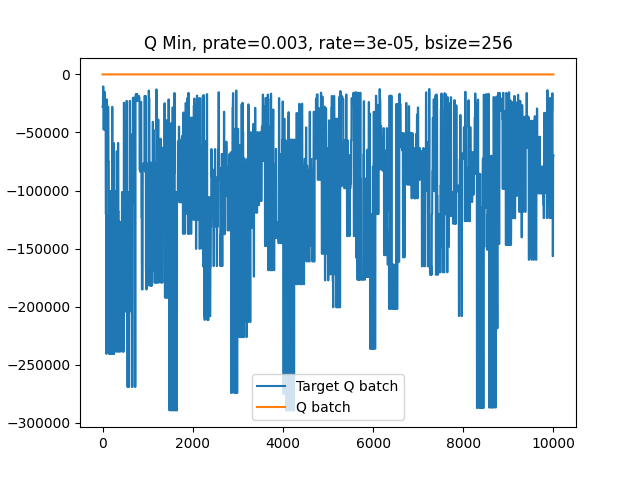 Q Min, prate=0.003, rate=3e-05, bsize=256
0
−50000
−100000
−150000
−200000
−250000
−300000
Target Q batch
Q batch
0 2000 4000 6000 8000 10000